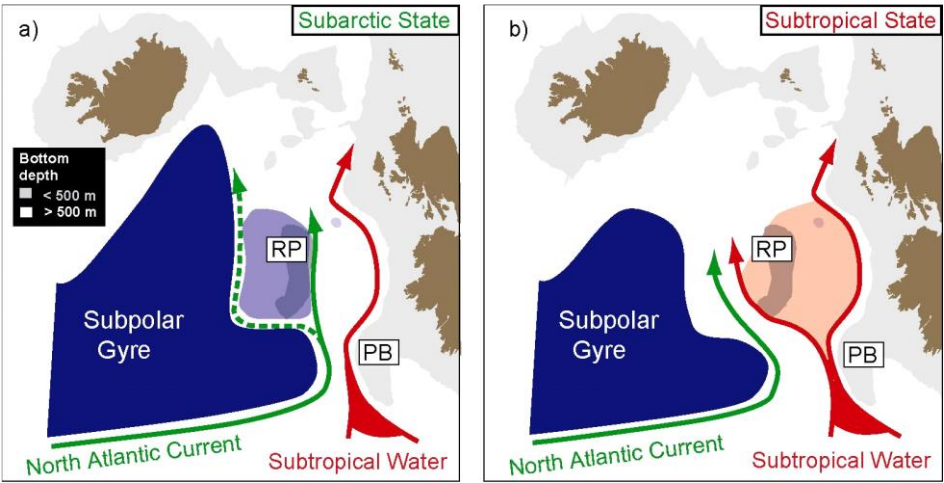 a)
Subarctic State
Bottom
depth
< 500 m
> 500 m
RP
Subpolar
Gyre
PB
North Atlantic Current
Subtropical Water
b)
Subtropical State
RP
Subpolar
Gyre
PB
North Atlantic Current
Subtropical Water